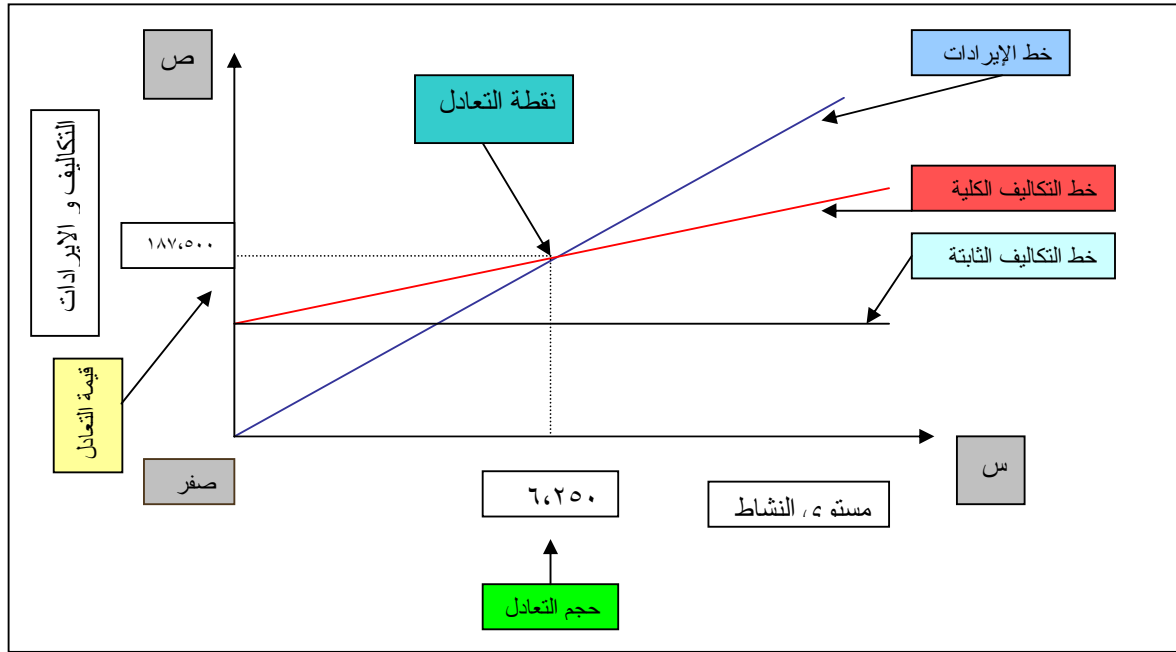 ص
خط الإيرادات
نقطة التعادل
التكاليف و الايرادات
خط التكاليف الكلية
١٨٧،٥٠٠
خط التكاليف الثابتة
قيمة التعادل
صفر
س
٦،٢٥٠
مستوى النشاط
حجم التعادل